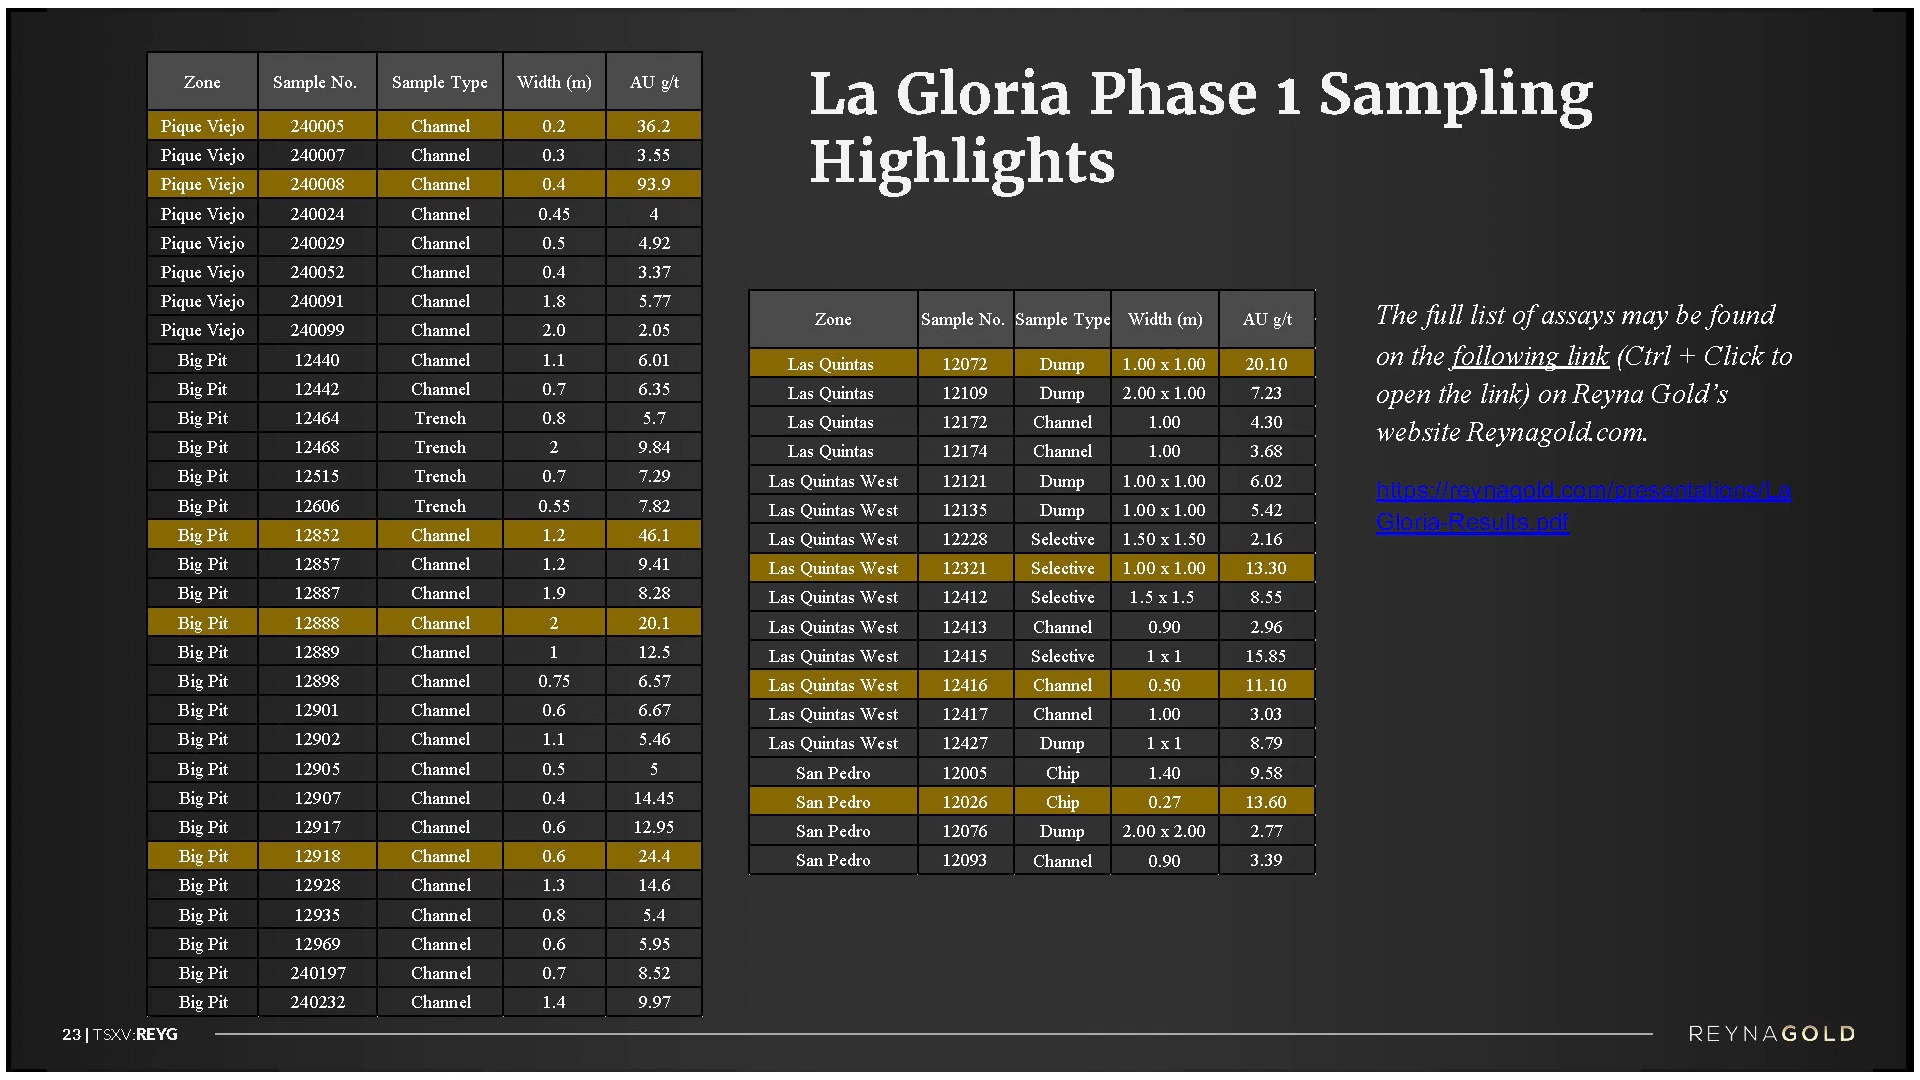 Zone Sample No. Sample Type Width (m) AU g/t
Pique Viejo 240005 Channel 0.2 36.2
Pique Viejo 240007 Channel 0.3 3.55
Pique Viejo 240008 Channel 0.4 93.9
Pique Viejo 240024 Channel 0.45 4
Pique Viejo 240029 Channel 0.5 4.92
Pique Viejo 240052 Channel 0.4 3.37
Pique Viejo 240091 Channel 1.8 5.77
Pique Viejo 240099 Channel 2.0 2.05
Big Pit 12440 Channel 1.1 6.01
Big Pit 12442 Channel 0.7 6.35
Big Pit 12464 Trench 0.8 5.7
Big Pit 12468 Trench 2 9.84
Big Pit 12515 Trench 0.7 7.29
Big Pit 12606 Trench 0.55 7.82
Big Pit 12852 Channel 1.2 46.1
Big Pit 12857 Channel 1.2 9.41
Big Pit 12887 Channel 1.9 8.28
Big Pit 12888 Channel 2 20.1
Big Pit 12889 Channel 1 12.5
Big Pit 12898 Channel 0.75 6.57
Big Pit 12901 Channel 0.6 6.67
Big Pit 12902 Channel 1.1 5.46
Big Pit 12905 Channel 0.5 5
Big Pit 12907 Channel 0.4 14.45
Big Pit 12917 Channel 0.6 12.95
Big Pit 12918 Channel 0.6 24.4
Big Pit 12928 Channel 1.3 14.6
Big Pit 12935 Channel 0.8 5.4
Big Pit 12969 Channel 0.6 5.95
Big Pit 240197 Channel 0.7 8.52
Big Pit 240232 Channel 1.4 9.97
La Gloria Phase 1 Sampling
Highlights
Zone Sample No. Sample Type Width (m) AU g/t
Las Quintas 12072 Dump 1.00 x 1.00 20.10
Las Quintas 12109 Dump 2.00 x 1.00 7.23
Las Quintas 12172 Channel 1.00 4.30
Las Quintas 12174 Channel 1.00 3.68
Las Quintas West 12121 Dump 1.00 x 1.00 6.02
Las Quintas West 12135 Dump 1.00 x 1.00 5.42
Las Quintas West 12228 Selective 1.50 x 1.50 2.16
Las Quintas West 12321 Selective 1.00 x 1.00 13.30
Las Quintas West 12412 Selective 1.5 x 1.5 8.55
Las Quintas West 12413 Channel 0.90 2.96
Las Quintas West 12415 Selective 1 x 1 15.85
Las Quintas West 12416 Channel 0.50 11.10
Las Quintas West 12417 Channel 1.00 3.03
Las Quintas West 12427 Dump 1 x 1 8.79
San Pedro 12005 Chip 1.40 9.58
San Pedro 12026 Chip 0.27 13.60
San Pedro 12076 Dump 2.00 x 2.00 2.77
San Pedro 12093 Channel 0.90 3.39
The full list of assays may be found
on the following link (Ctrl + Click to
open the link) on Reyna Gold’s
website Reynagold.com.
https://reynagold.com/presentations/La
Gloria-Results.pdf
23 | TSXV:REYG
REYNAGOLD